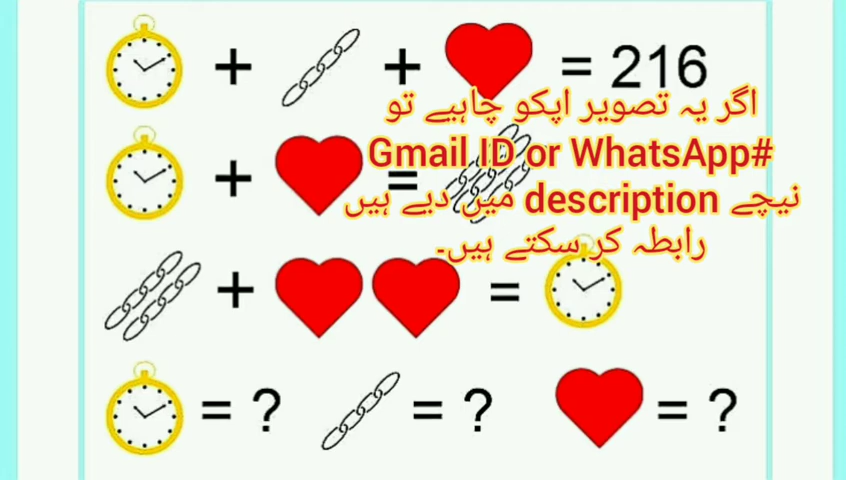 + + = 216
اگر یہ تصویر اپکو چاہیے تو
Gmail ID or WhatsApp#
نیچے description میں دیے ہیں
رابطہ کر سکتے ہیں۔
+ =
+ =
= ? = ? = ?